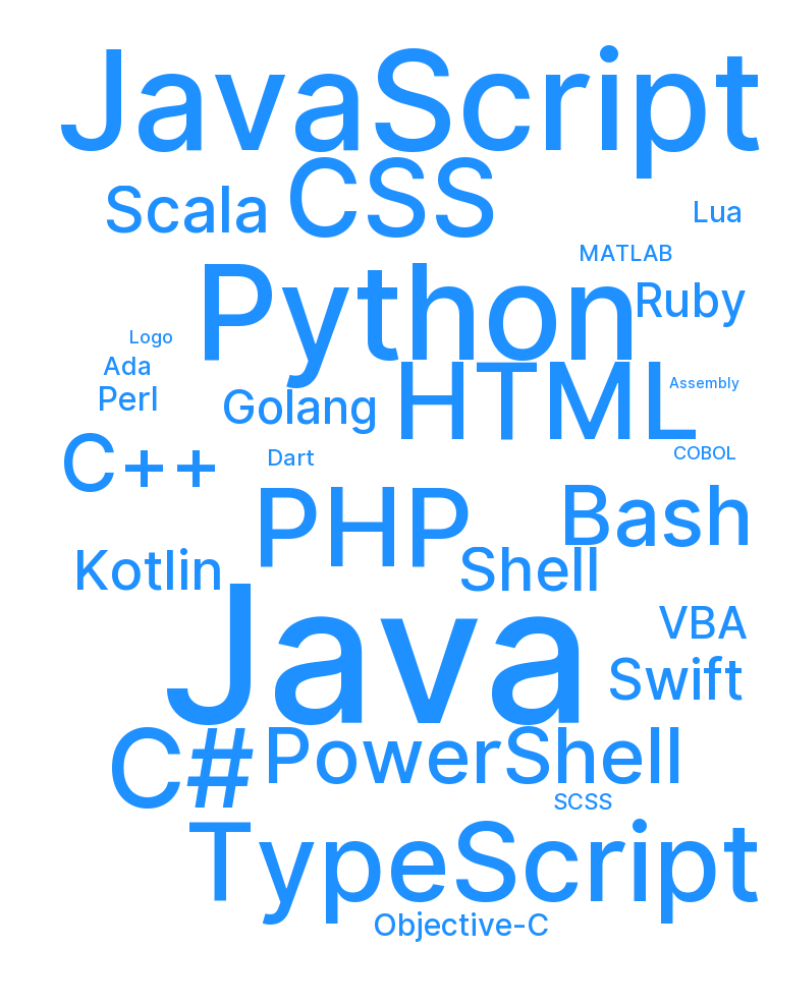 JavaScript
Scala
CSS
Lua
MATLAB
Python
Ruby
Logo
Ada
Perl
Golang
HTML
Assembly
C++
Dart
COBOL
PHP
Bash
Kotlin
Shell
Java
VBA
Swift
C#
PowerShell
SCSS
TypeScript
Objective-C